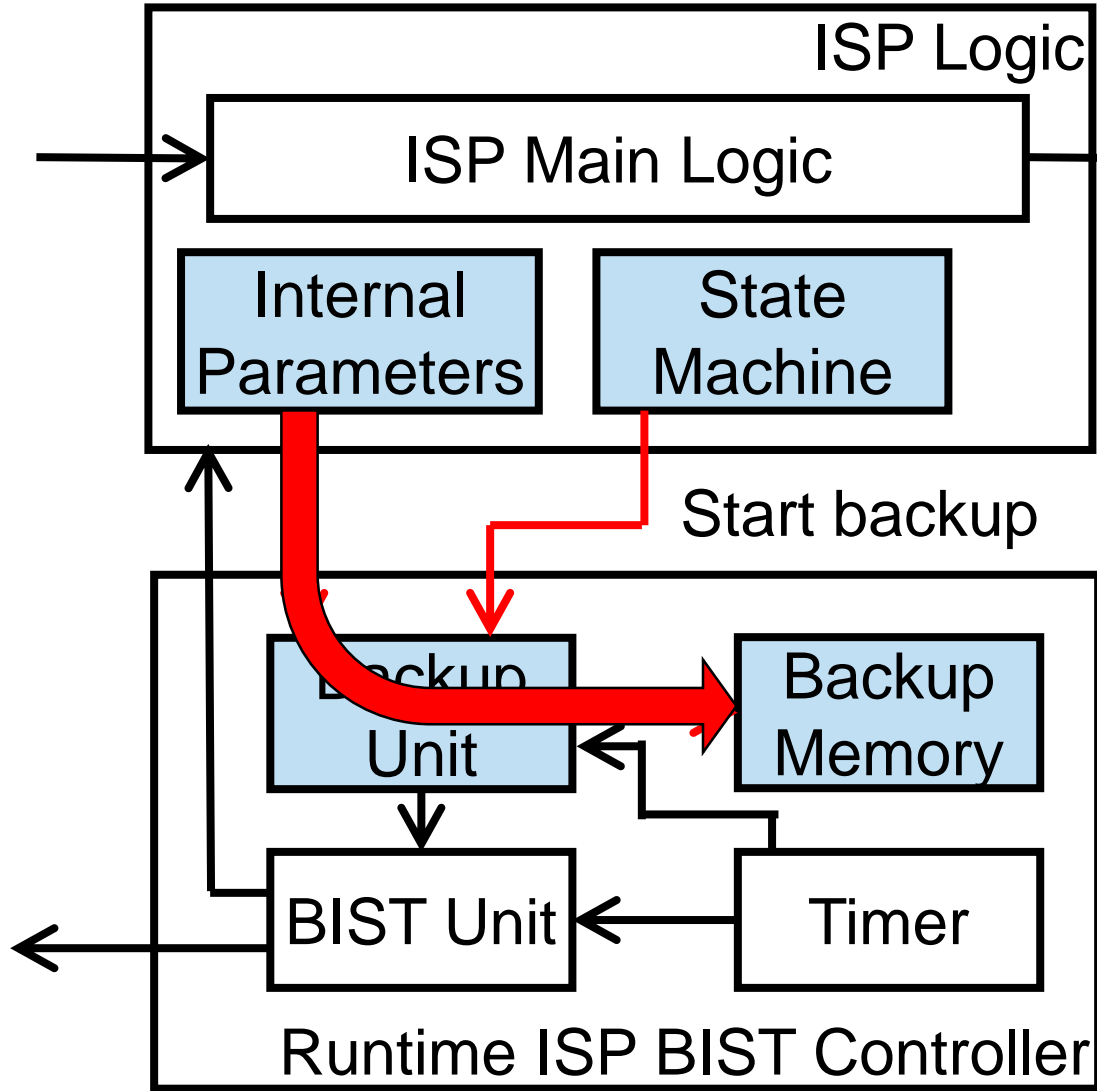 ISP Logic
ISP Main Logic
Internal
Parameters
State
Machine
Start backup
Backup
Unit
Backup
Memory
BIST Unit
Timer
Runtime ISP BIST Controller